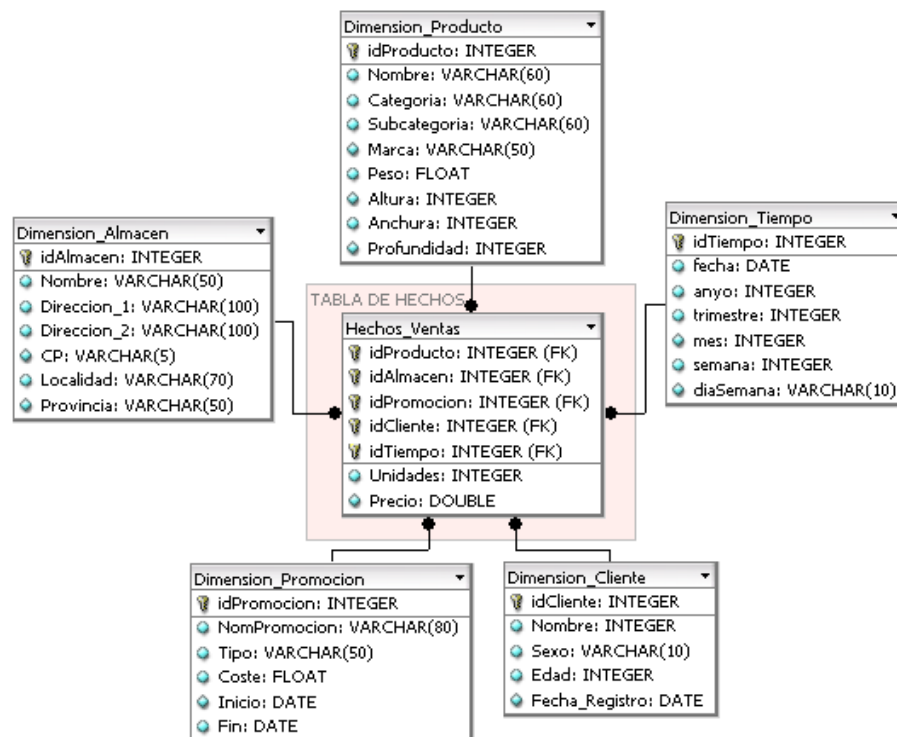 Dimension_Producto
idProducto: INTEGER
Nombre: VARCHAR(60)
Categoria: VARCHAR(60)
Subcategoria: VARCHAR(60)
Marca: VARCHAR(50)
Peso: FLOAT
Altura: INTEGER
Anchura: INTEGER
Profundidad: INTEGER
Dimension_Almacen
idAlmacen: INTEGER
Nombre: VARCHAR(50)
Direccion_1: VARCHAR(100)
Direccion_2: VARCHAR(100)
CP: VARCHAR(5)
Localidad: VARCHAR(70)
Provincia: VARCHAR(50)
Dimension_Tiempo
idTiempo: INTEGER
fecha: DATE
anyo: INTEGER
trimestre: INTEGER
mes: INTEGER
semana: INTEGER
diaSemana: VARCHAR(10)
TABLA DE HECHOS
Hechos_Ventas
idProducto: INTEGER (FK)
idAlmacen: INTEGER (FK)
idPromocion: INTEGER (FK)
idCliente: INTEGER (FK)
idTiempo: INTEGER (FK)
Unidades: INTEGER
Precio: DOUBLE
Dimension_Promocion
idPromocion: INTEGER
NomPromocion: VARCHAR(80)
Tipo: VARCHAR(50)
Coste: FLOAT
Inicio: DATE
Fin: DATE
Dimension_Cliente
idCliente: INTEGER
Nombre: INTEGER
Sexo: VARCHAR(10)
Edad: INTEGER
Fecha_Registro: DATE